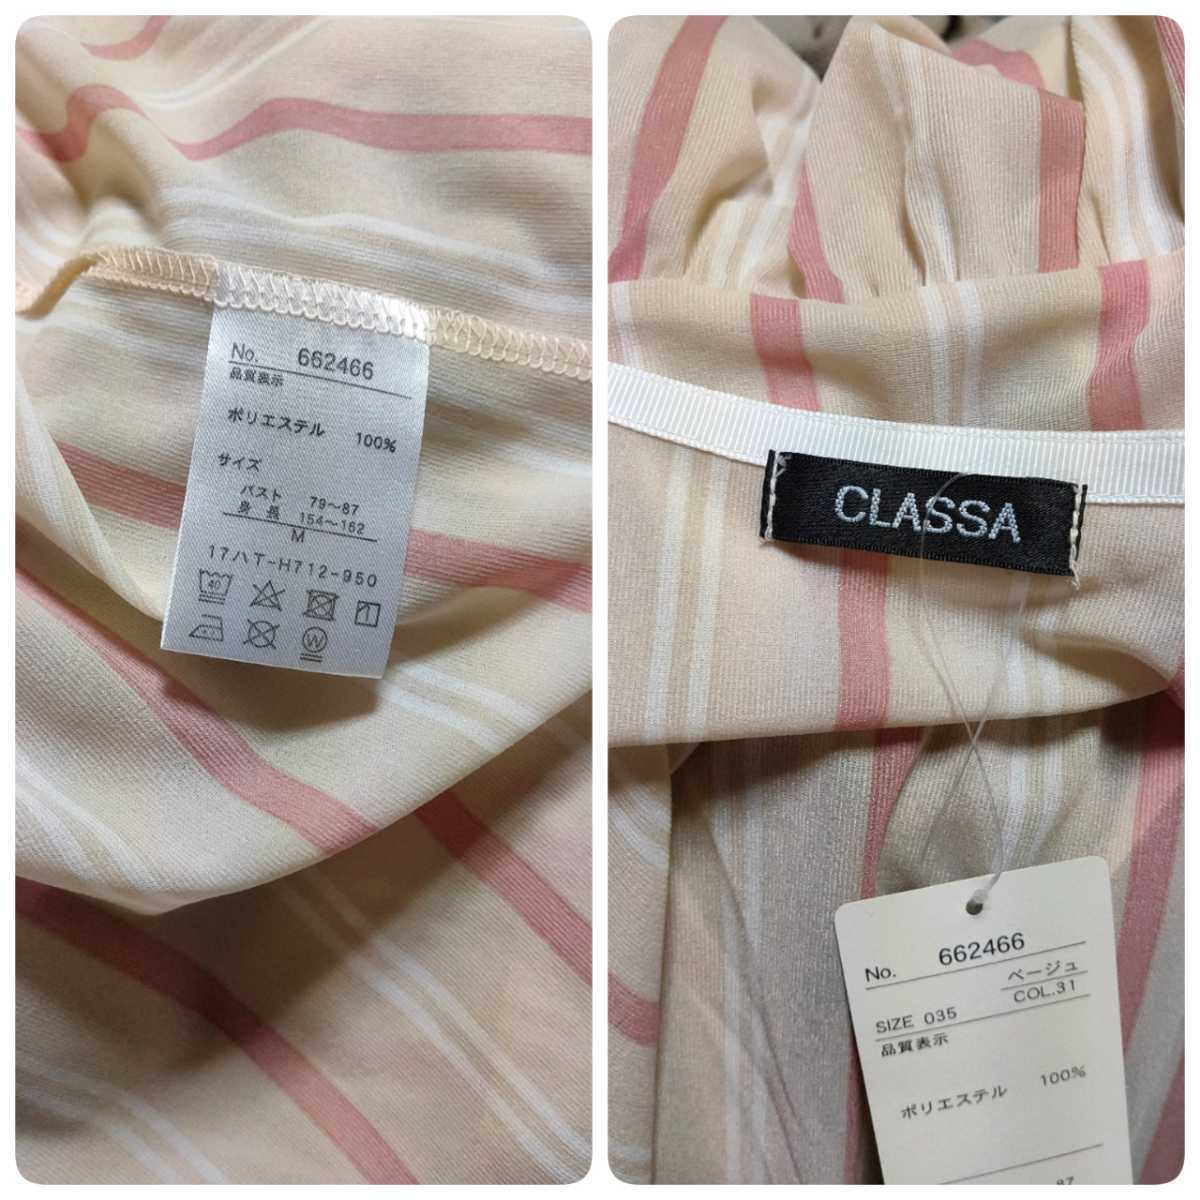 No. 662466
品質表示
ポリエステル 100%
サイズ
バスト 79〜87
身長 154〜162
M
17ハT-H712-950
40
W
CLASSA
No. 662466
ベージュ
COL.31
SIZE 035
品質表示
ポリエステル 100%
87